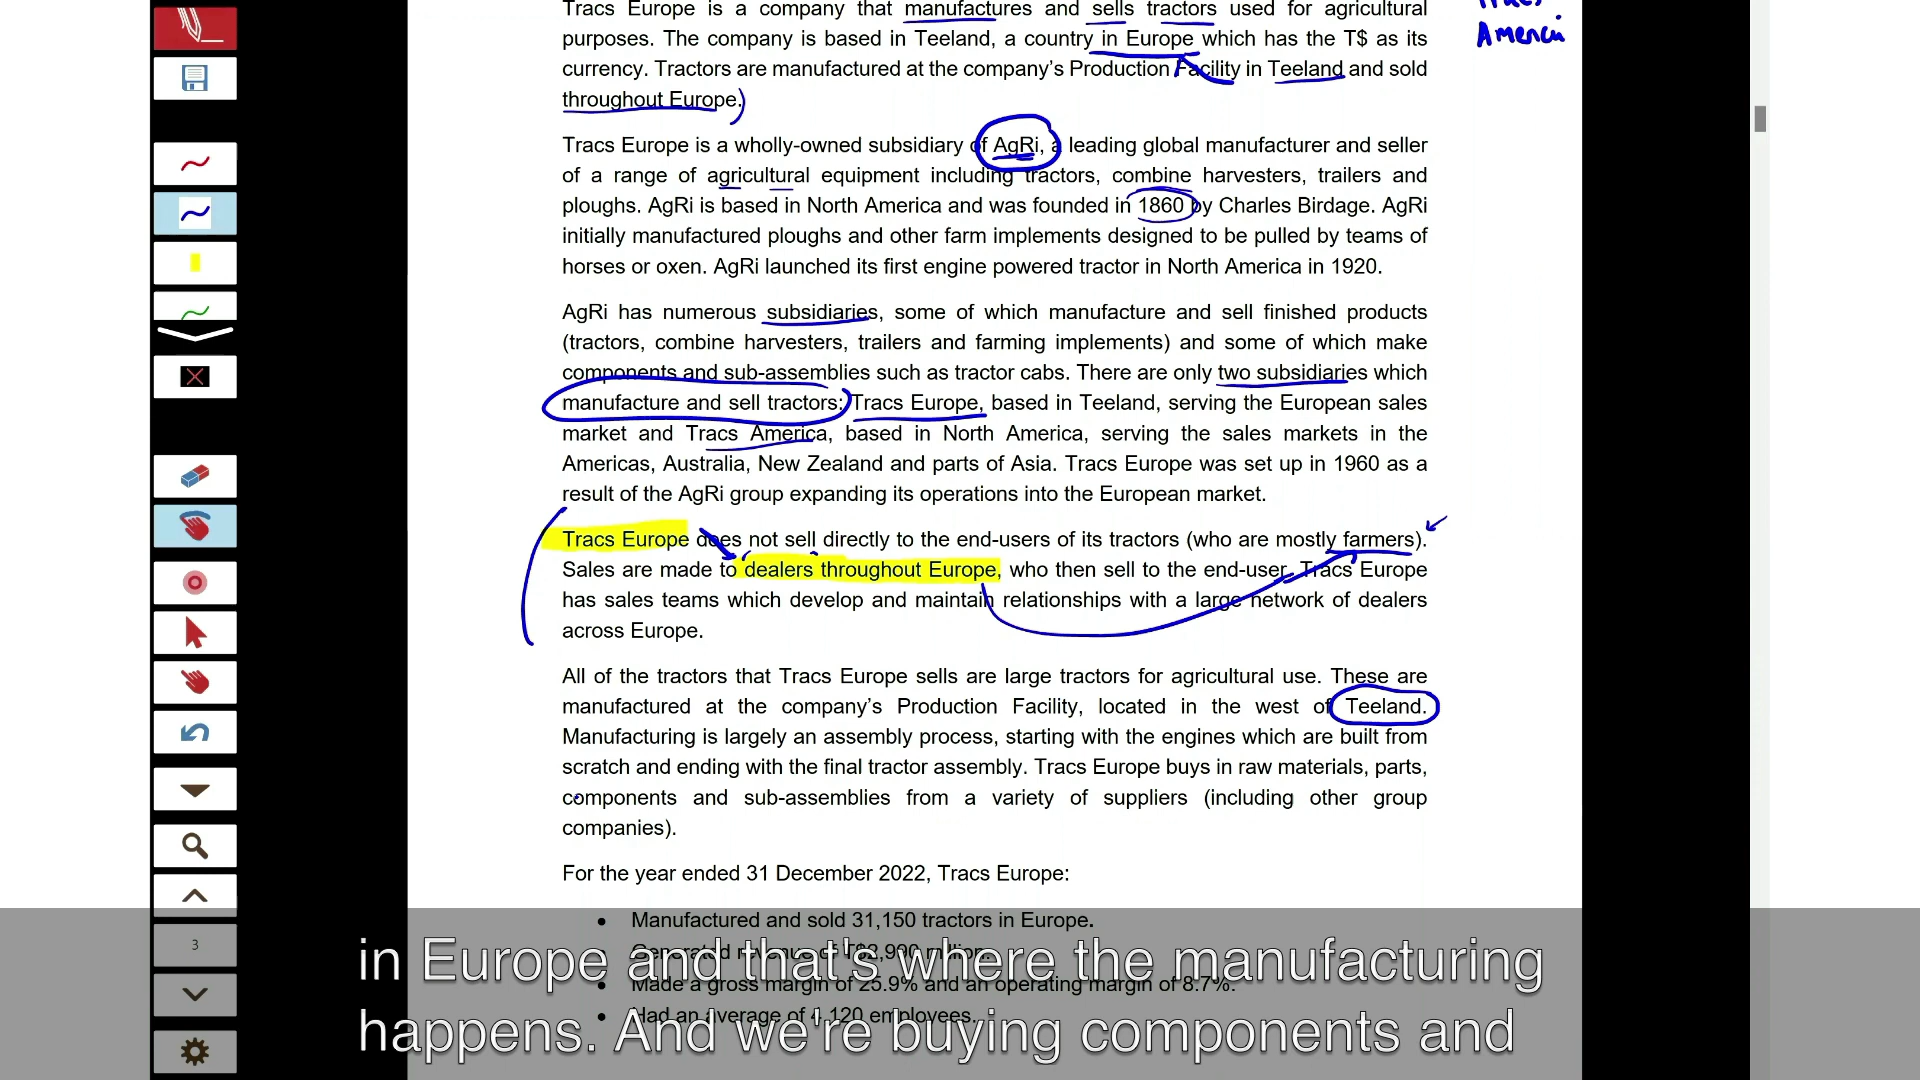 Tracs Europe is a company that manufactures and sells tractors used for agricultural
purposes. The company is based in Teeland, a country in Europe which has the T$ as its
currency. Tractors are manufactured at the company's Production Facility in Teeland and sold
throughout Europe.
America
Tracs Europe is a wholly-owned subsidiary of AgRi, a leading global manufacturer and seller
of a range of agricultural equipment including tractors, combine harvesters, trailers and
ploughs. AgRi is based in North America and was founded in 1860 by Charles Birdage. AgRi
initially manufactured ploughs and other farm implements designed to be pulled by teams of
horses or oxen. AgRi launched its first engine powered tractor in North America in 1920.
AgRi has numerous subsidiaries, some of which manufacture and sell finished products
(tractors, combine harvesters, trailers and farming implements) and some of which make
components and sub-assemblies such as tractor cabs. There are only two subsidiaries which
manufacture and sell tractors: Tracs Europe, based in Teeland, serving the European sales
market and Tracs America, based in North America, serving the sales markets in the
Americas, Australia, New Zealand and parts of Asia. Tracs Europe was set up in 1960 as a
result of the AgRi group expanding its operations into the European market.
Tracs Europe does not sell directly to the end-users of its tractors (who are mostly farmers).
Sales are made to dealers throughout Europe, who then sell to the end-user. Tracs Europe
has sales teams which develop and maintain relationships with a large network of dealers
across Europe.
All of the tractors that Tracs Europe sells are large tractors for agricultural use. These are
manufactured at the company's Production Facility, located in the west of Teeland.
Manufacturing is largely an assembly process, starting with the engines which are built from
scratch and ending with the final tractor assembly. Tracs Europe buys in raw materials, parts,
components and sub-assemblies from a variety of suppliers (including other group
companies).
For the year ended 31 December 2022, Tracs Europe:
• Manufactured and sold 31,150 tractors in Europe.
• Generated revenue of T$2,990 million.
• Made a gross margin of 25.9% and an operating margin of 8.7%.
• Had an average of 4,120 employees.
3
in Europe and that's where the manufacturing
happens. And we're buying components and